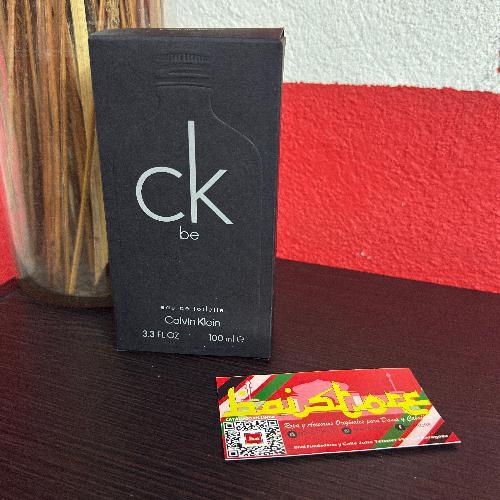 ck
be
eau de toilette
Calvin Klein
3.3 FL OZ 100 ml ℮
boistore
Ropa y Accesorios Originales para Dama y Caballero